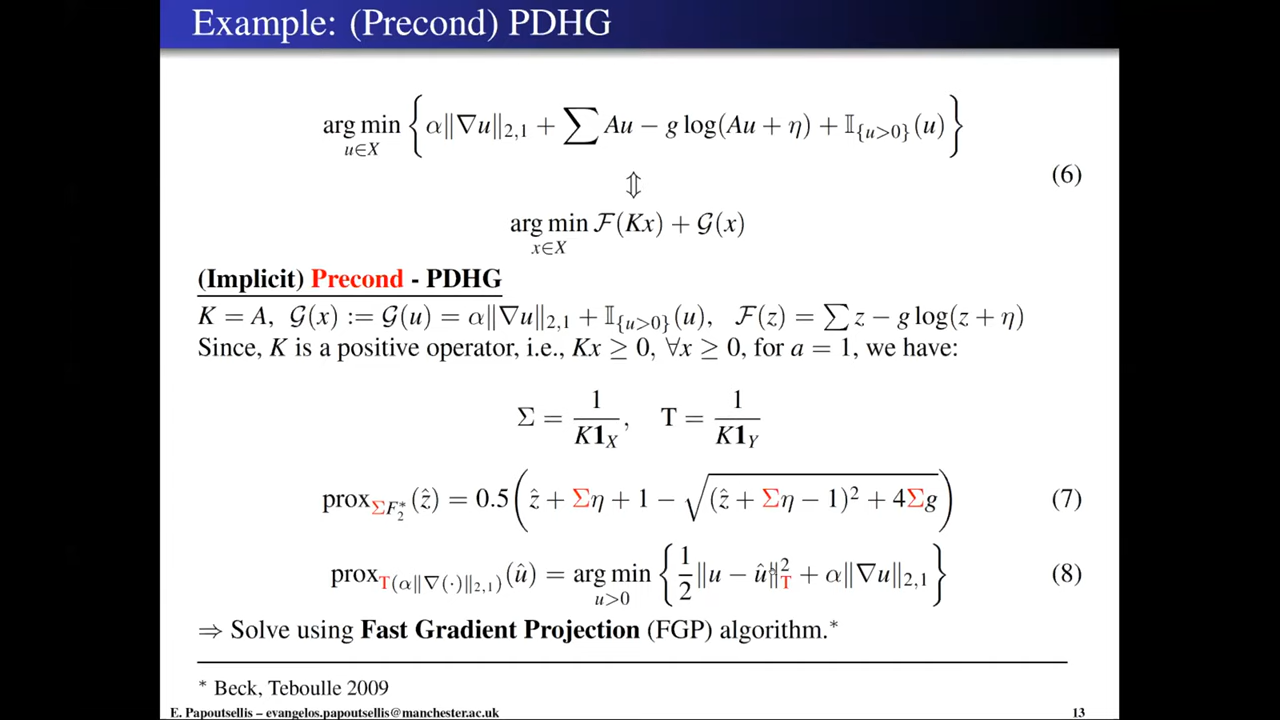 Example: (Precond) PDHG
arg min_{u∈X} { α‖∇u‖_{2,1} + ∑ Au − g log(Au + η) + 𝕀_{{u>0}}(u) }
⇕ (6)
arg min_{x∈X} ℱ(Kx) + 𝒢(x)
(Implicit) Precond - PDHG
K = A, 𝒢(x) := 𝒢(u) = α‖∇u‖_{2,1} + 𝕀_{{u>0}}(u), ℱ(z) = ∑ z − g log(z + η)
Since, K is a positive operator, i.e., Kx ≥ 0, ∀x ≥ 0, for a = 1, we have:
Σ = 1/(K𝟏_X), T = 1/(K𝟏_Y)
prox_{ΣF_2^*}(ẑ) = 0.5( ẑ + Ση + 1 − √((ẑ + Ση − 1)² + 4Σg) ) (7)
prox_{T(α‖∇(·)‖_{2,1})}(û) = arg min_{u>0} { 1/2 ‖u − û‖_T^2 + α‖∇u‖_{2,1} } (8)
⇒ Solve using Fast Gradient Projection (FGP) algorithm.*
* Beck, Teboulle 2009
E. Papoutsellis – evangelos.papoutsellis@manchester.ac.uk 13